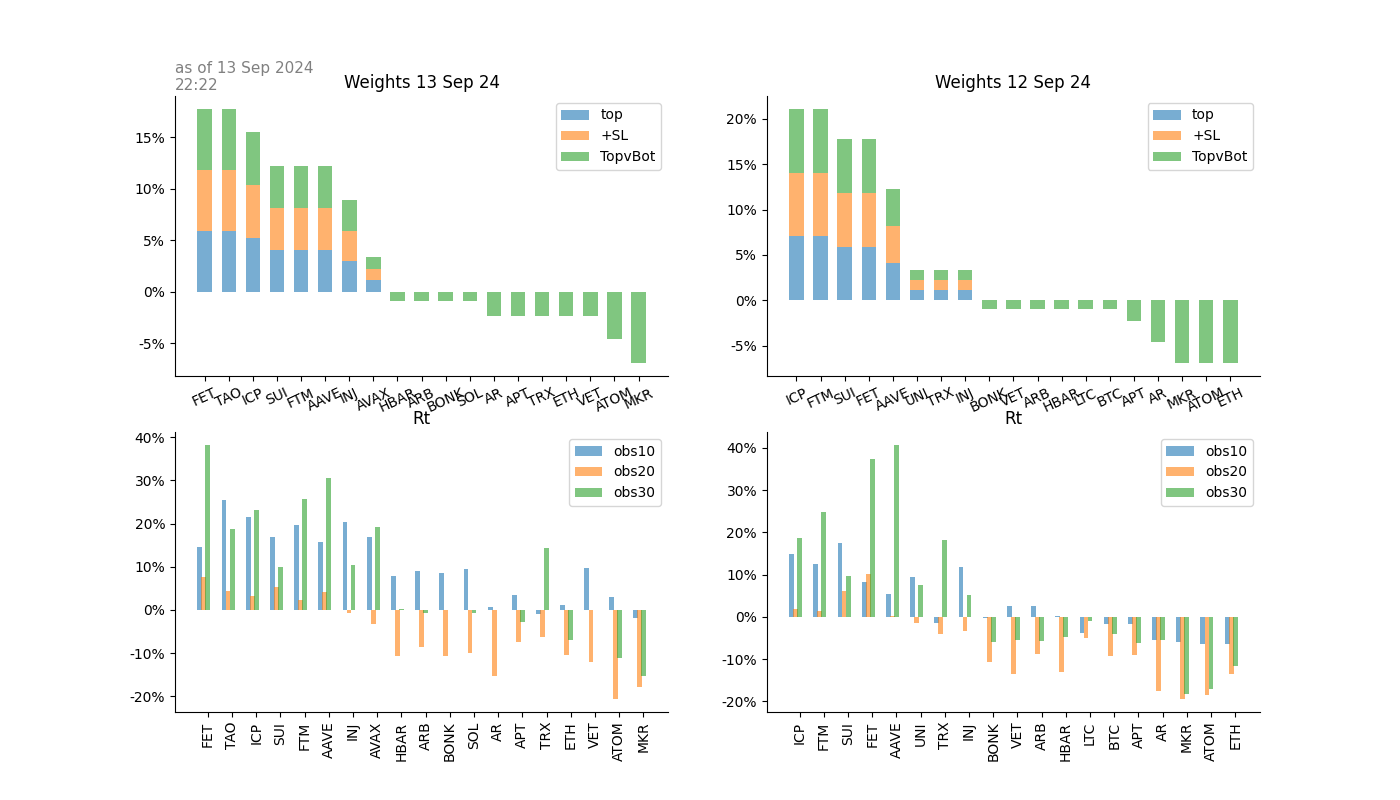 as of 13 Sep 2024
22:22
Weights 13 Sep 24
top
+SL
TopvBot
15%
10%
5%
0%
-5%
FET TAO ICP SUI FTM AAVE INJ AVAX HBAR ARB BONK SOL AR APT TRX ETH VET ATOM MKR
Weights 12 Sep 24
top
+SL
TopvBot
20%
15%
10%
5%
0%
-5%
ICP FTM SUI FET AAVE UNI TRX INJ BONK VET ARB HBAR LTC BTC APT AR MKR ATOM ETH
Rt
obs10
obs20
obs30
40%
30%
20%
10%
0%
-10%
-20%
FET TAO ICP SUI FTM AAVE INJ AVAX HBAR ARB BONK SOL AR APT TRX ETH VET ATOM MKR
Rt
obs10
obs20
obs30
40%
30%
20%
10%
0%
-10%
-20%
ICP FTM SUI FET AAVE UNI TRX INJ BONK VET ARB HBAR LTC BTC APT AR MKR ATOM ETH